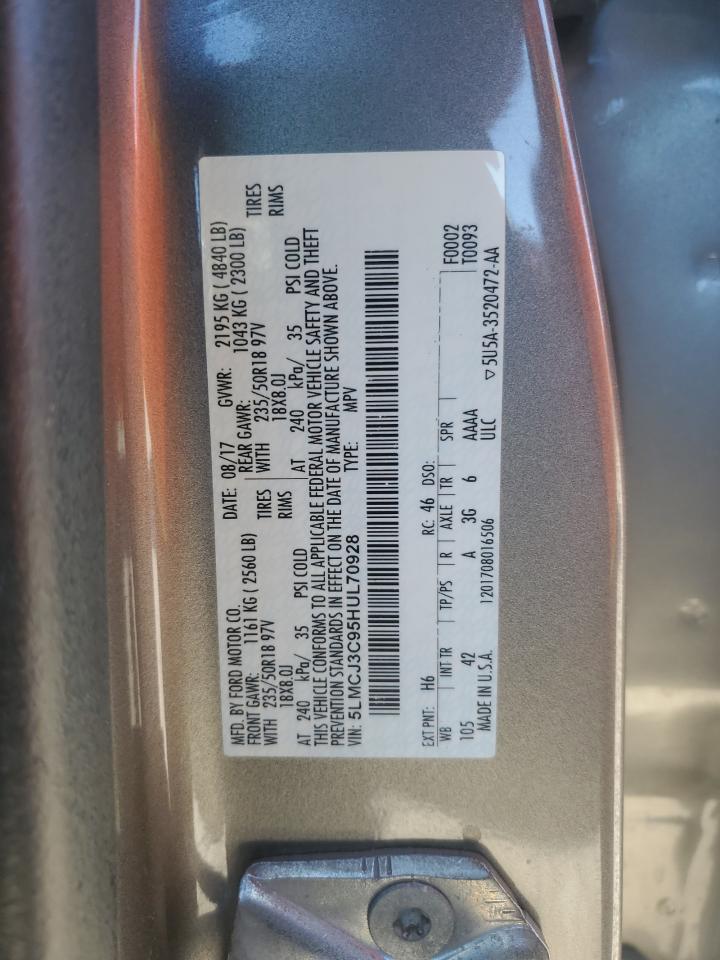 MFD. BY FORD MOTOR CO.
DATE: 08/17 GVWR: 2195 KG ( 4840 LB)
FRONT GAWR: 1161 KG ( 2560 LB) REAR GAWR: 1043 KG ( 2300 LB)
WITH 235/50R18 97V TIRES WITH 235/50R18 97V TIRES
18X8.0J RIMS 18X8.0J RIMS
AT 240 kPa/ 35 PSI COLD AT 240 kPa/ 35 PSI COLD
THIS VEHICLE CONFORMS TO ALL APPLICABLE FEDERAL MOTOR VEHICLE SAFETY AND THEFT
PREVENTION STANDARDS IN EFFECT ON THE DATE OF MANUFACTURE SHOWN ABOVE.
VIN: 5LMCJ3C95HUL70928 TYPE: MPV
EXT PNT: H6 RC: 46 DSO: F0002
WB INT TR TP/PS R AXLE TR SPR T0093
105 42 A 3G 6 AAAA
MADE IN U.S.A. 1201708016506 ULC ▽ 5U5A-3520472-AA